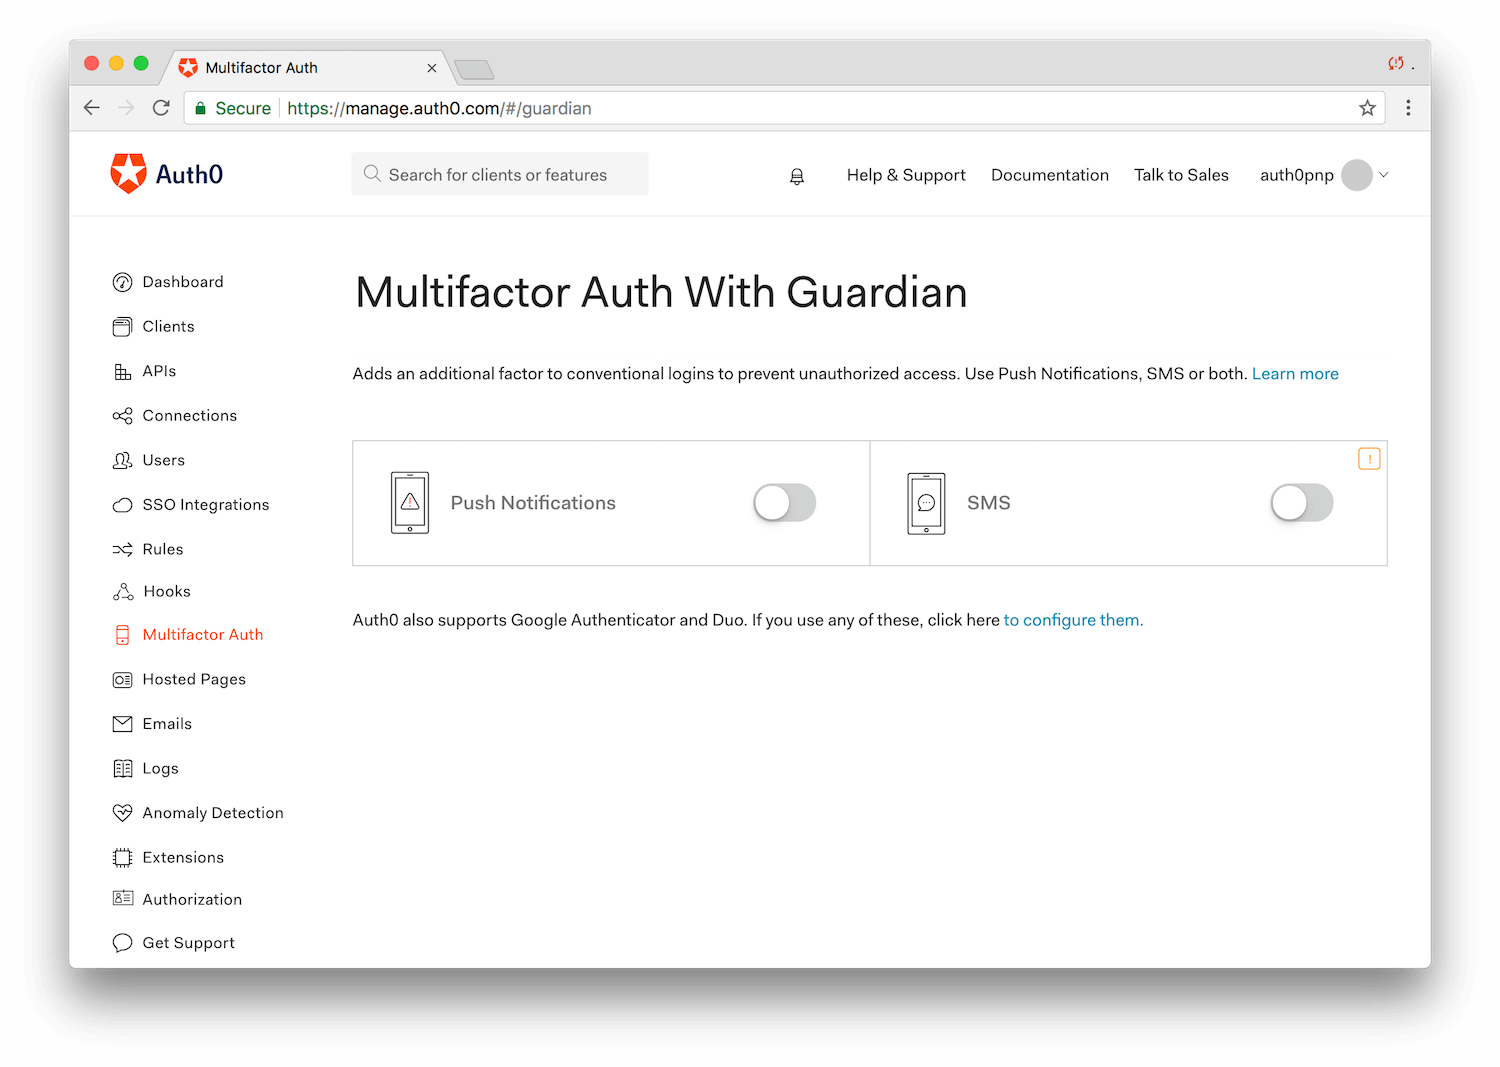 Multifactor Auth
Secure https://manage.auth0.com/#/guardian
Auth0
Search for clients or features
Help & Support
Documentation
Talk to Sales
auth0pnp
Dashboard
Clients
APIs
Connections
Users
SSO Integrations
Rules
Hooks
Multifactor Auth
Hosted Pages
Emails
Logs
Anomaly Detection
Extensions
Authorization
Get Support
Multifactor Auth With Guardian
Adds an additional factor to conventional logins to prevent unauthorized access. Use Push Notifications, SMS or both. Learn more
Push Notifications
SMS
Auth0 also supports Google Authenticator and Duo. If you use any of these, click here to configure them.